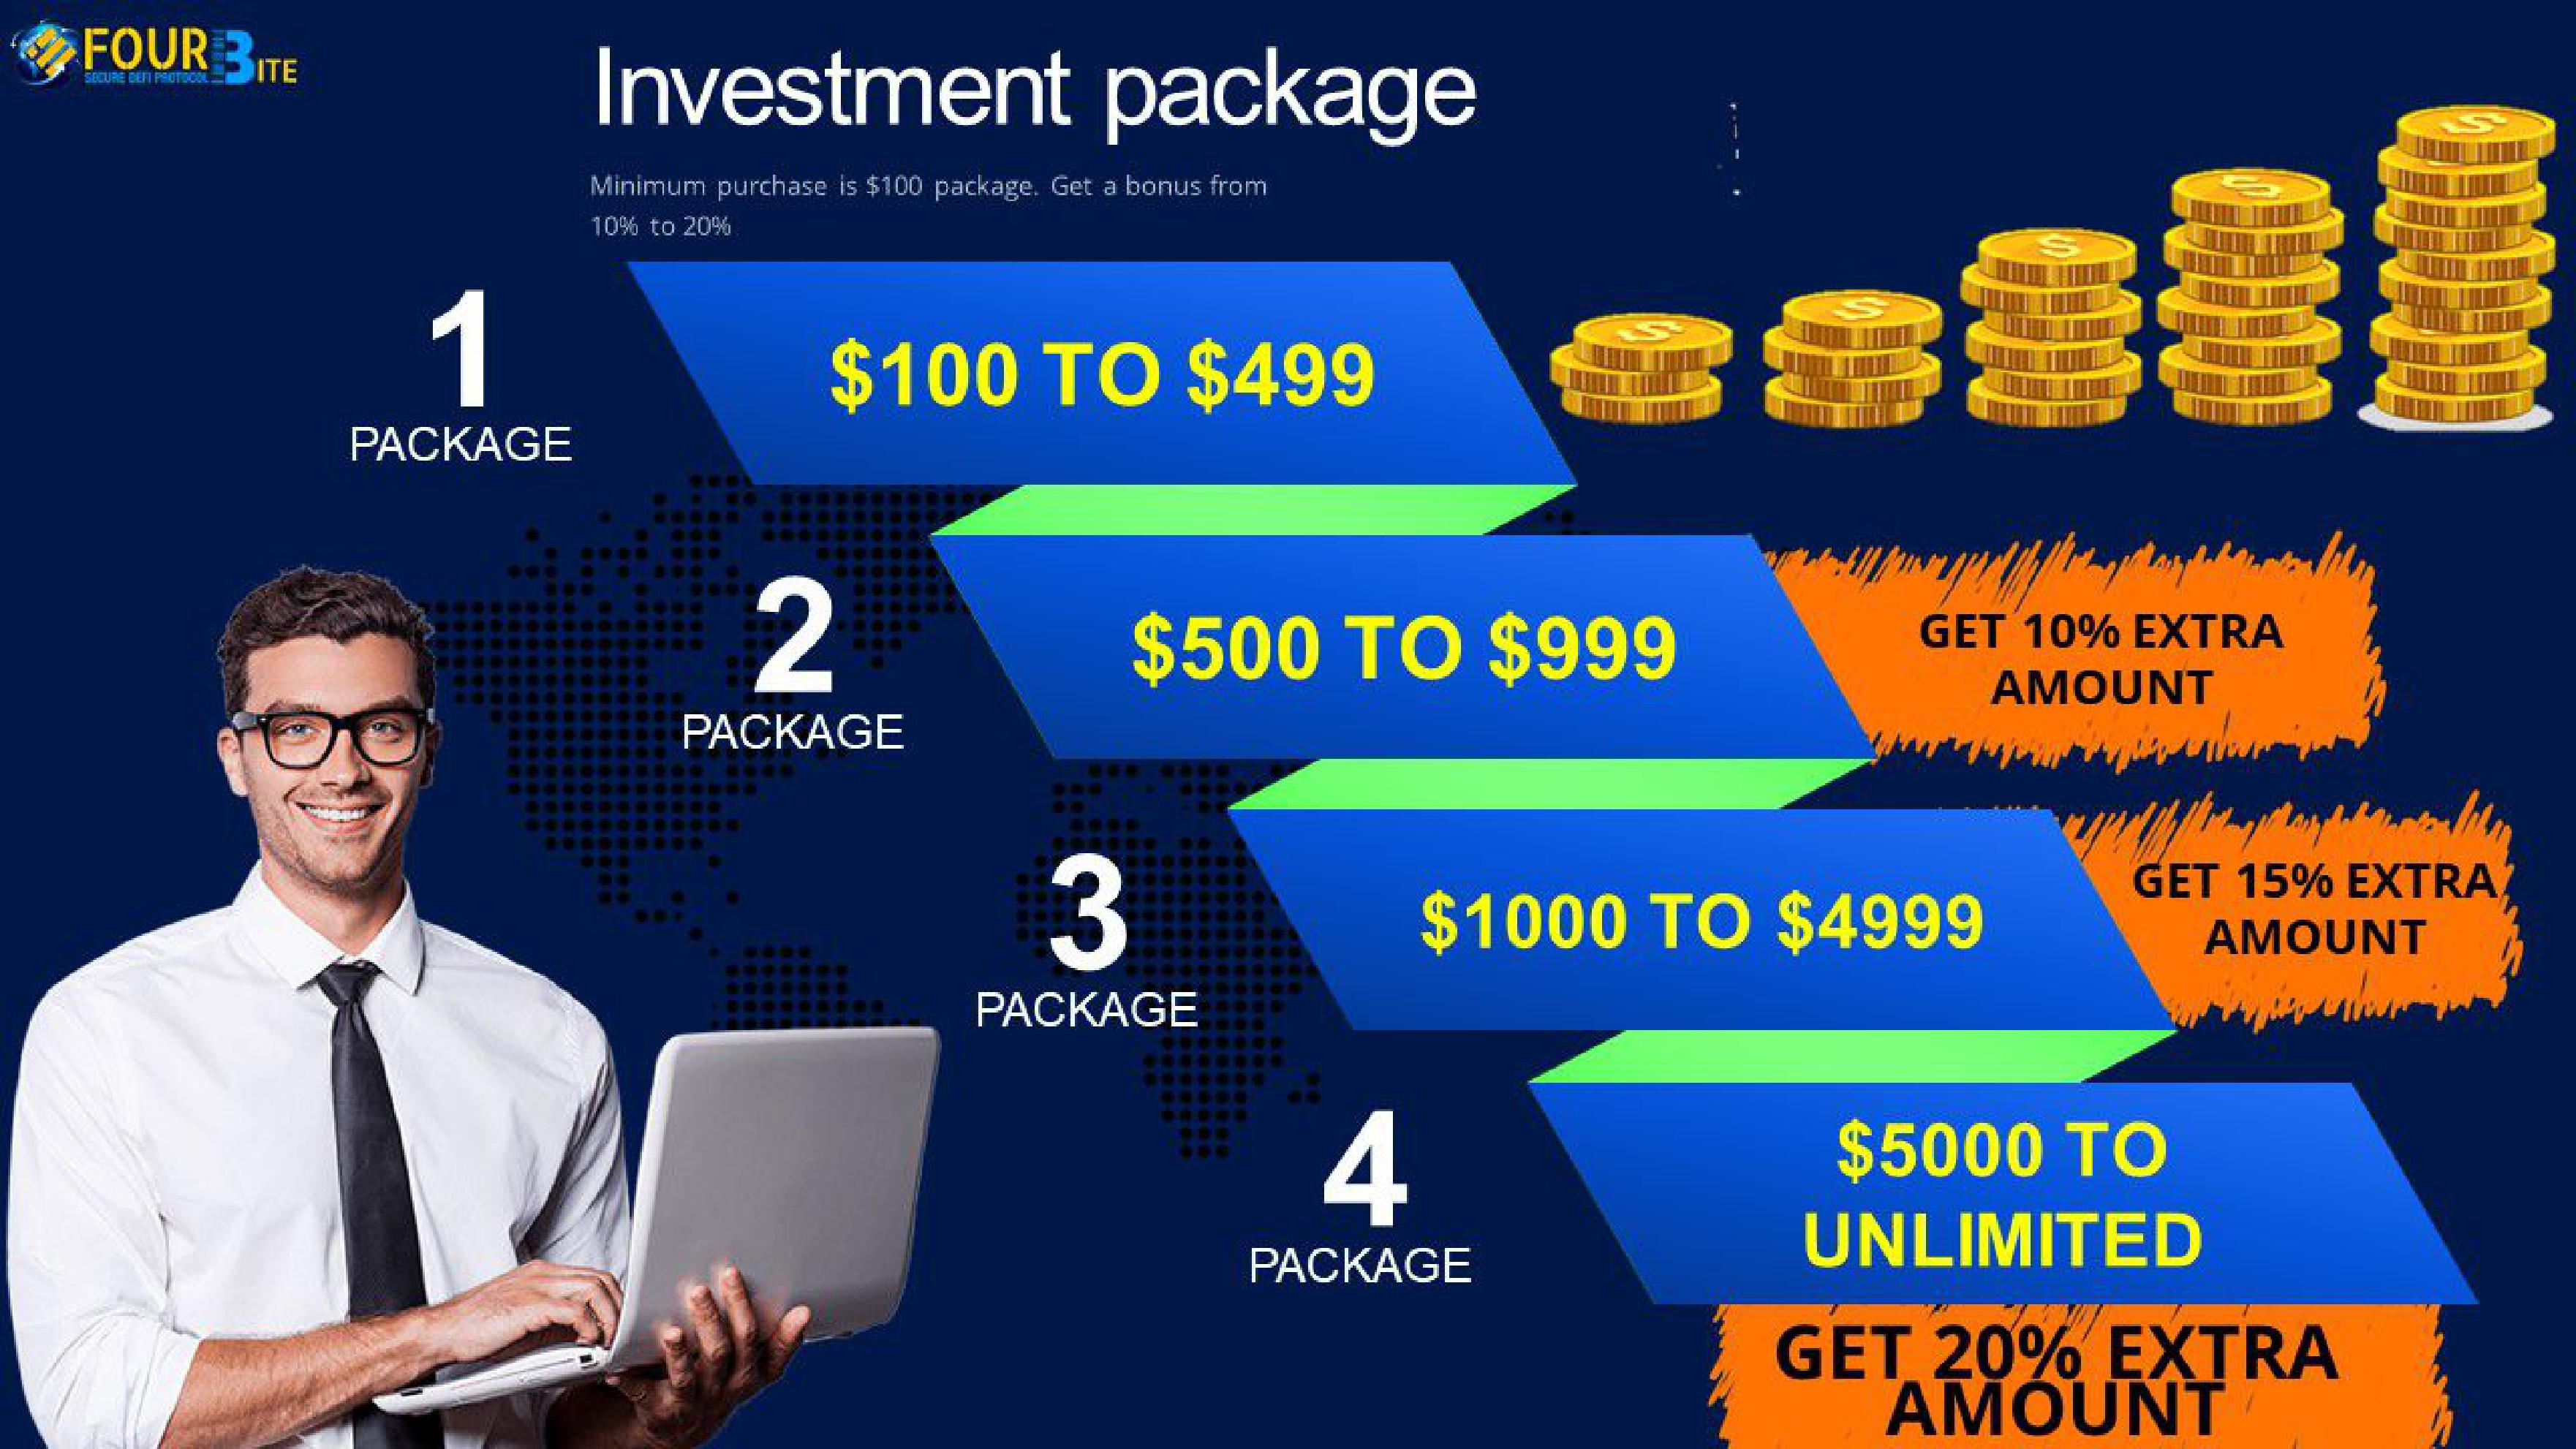 FOUR BITE
SECURE DEFI PROTOCOL
Investment package
Minimum purchase is $100 package. Get a bonus from
10% to 20%
1
PACKAGE
$100 TO $499
2
PACKAGE
$500 TO $999
GET 10% EXTRA
AMOUNT
3
PACKAGE
$1000 TO $4999
GET 15% EXTRA
AMOUNT
4
PACKAGE
$5000 TO
UNLIMITED
GET 20% EXTRA
AMOUNT